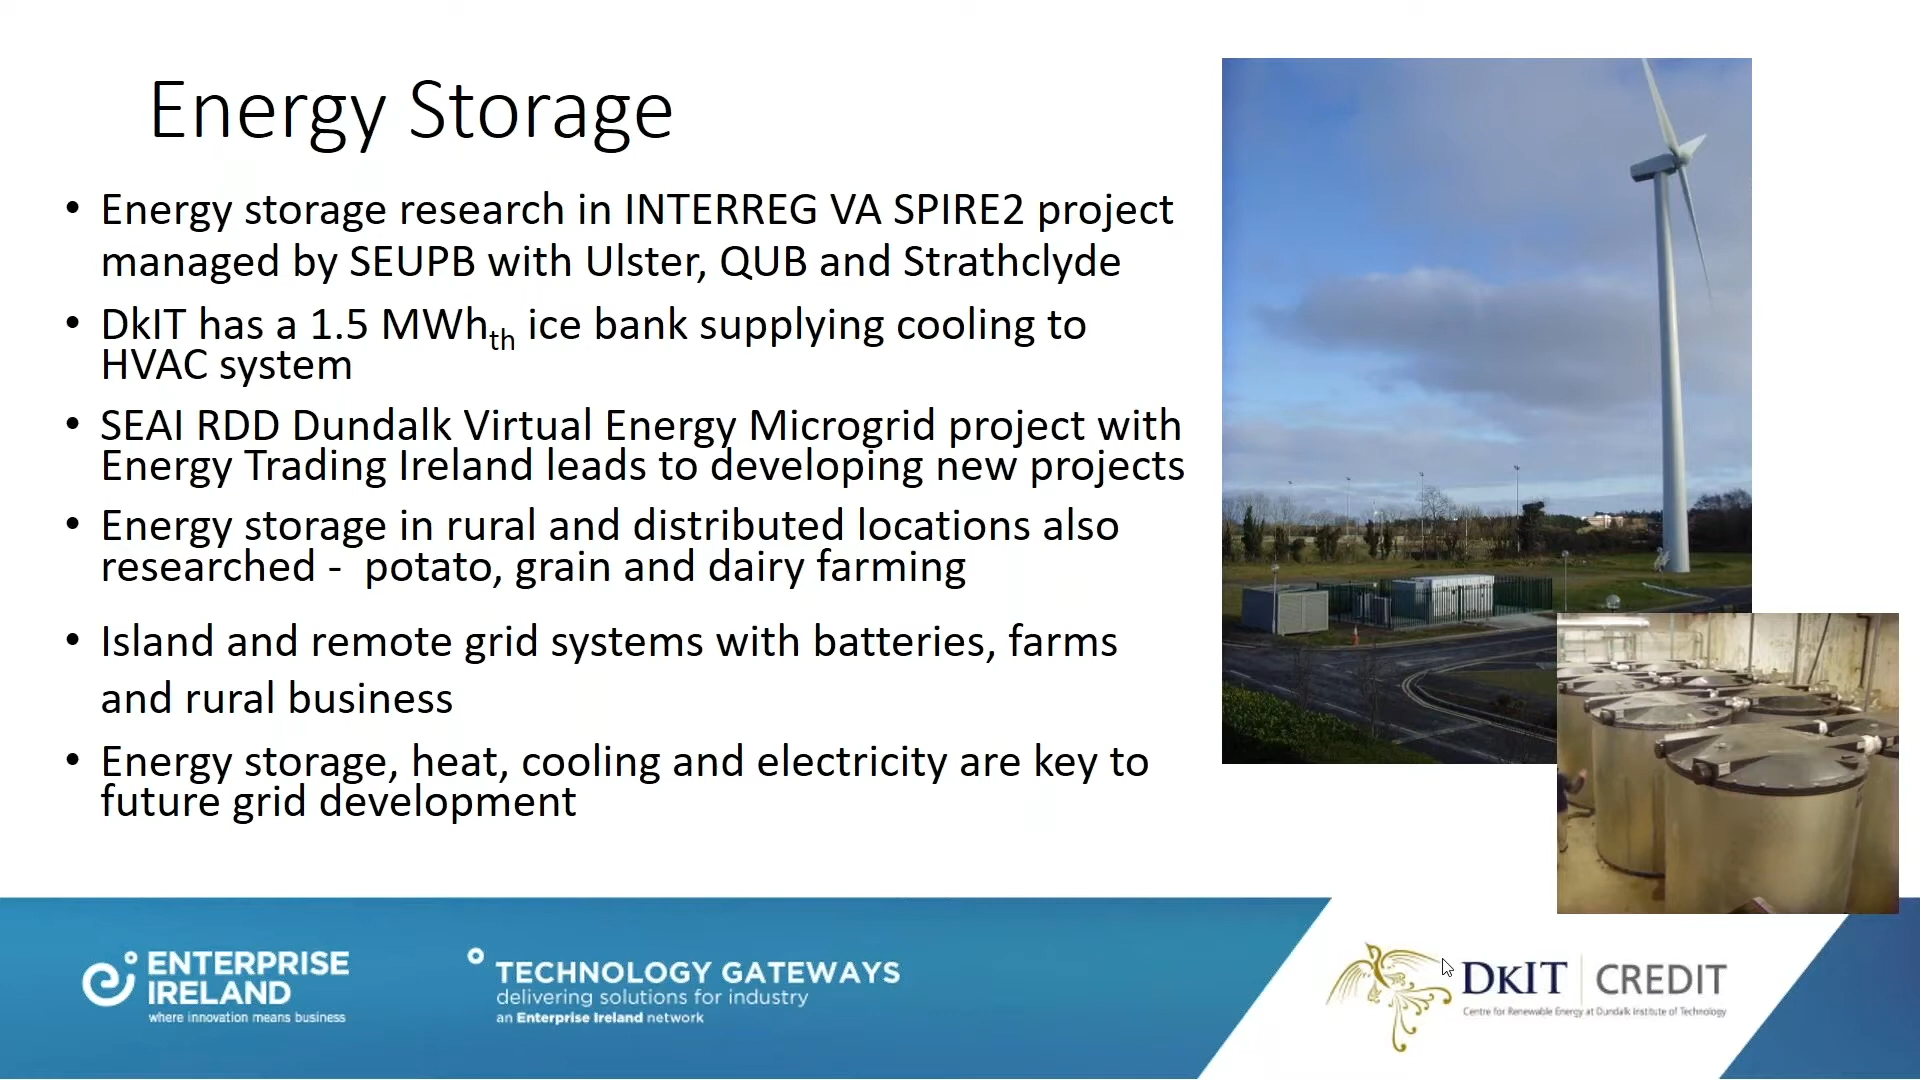 Energy Storage
• Energy storage research in INTERREG VA SPIRE2 project
managed by SEUPB with Ulster, QUB and Strathclyde
• DkIT has a 1.5 MWhth ice bank supplying cooling to
HVAC system
• SEAI RDD Dundalk Virtual Energy Microgrid project with
Energy Trading Ireland leads to developing new projects
• Energy storage in rural and distributed locations also
researched - potato, grain and dairy farming
• Island and remote grid systems with batteries, farms
and rural business
• Energy storage, heat, cooling and electricity are key to
future grid development
ENTERPRISE
IRELAND
where innovation means business
TECHNOLOGY GATEWAYS
delivering solutions for industry
an Enterprise Ireland network
DKIT CREDIT
Centre for Renewable Energy at Dundalk Institute of Technology